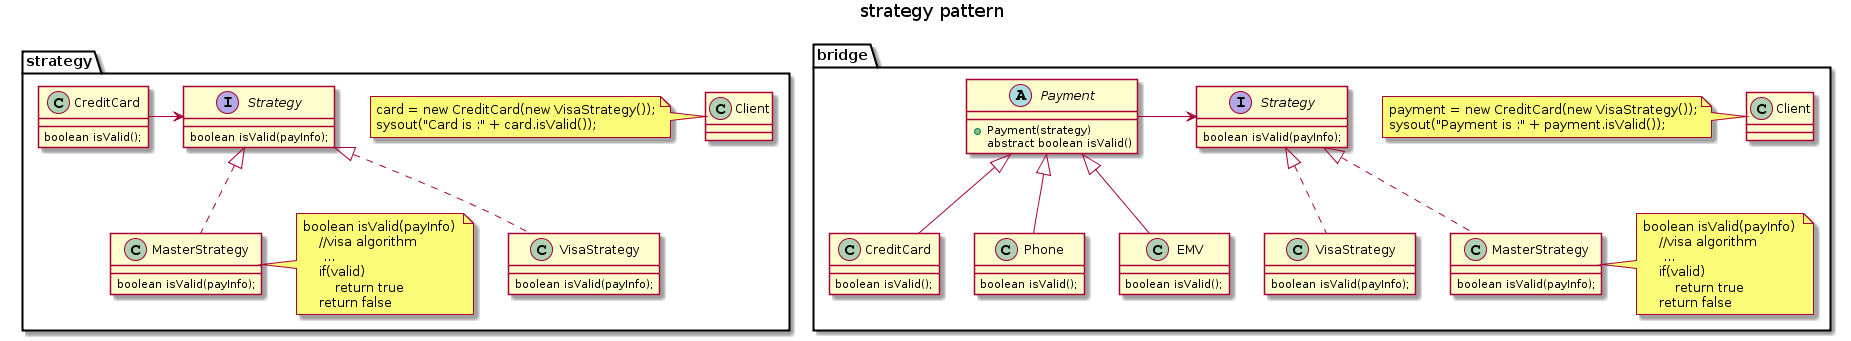 strategy pattern
strategy
C CreditCard
boolean isValid();
I Strategy
boolean isValid(payInfo);
card = new CreditCard(new VisaStrategy());
sysout("Card is :" + card.isValid());
C Client
C MasterStrategy
boolean isValid(payInfo);
boolean isValid(payInfo)
//visa algorithm
...
if(valid)
return true
return false
C VisaStrategy
boolean isValid(payInfo);
bridge
A Payment
Payment(strategy)
abstract boolean isValid()
I Strategy
boolean isValid(payInfo);
payment = new CreditCard(new VisaStrategy());
sysout("Payment is :" + payment.isValid());
C Client
C CreditCard
boolean isValid();
C Phone
boolean isValid();
C EMV
boolean isValid();
C VisaStrategy
boolean isValid(payInfo);
C MasterStrategy
boolean isValid(payInfo);
boolean isValid(payInfo)
//visa algorithm
...
if(valid)
return true
return false